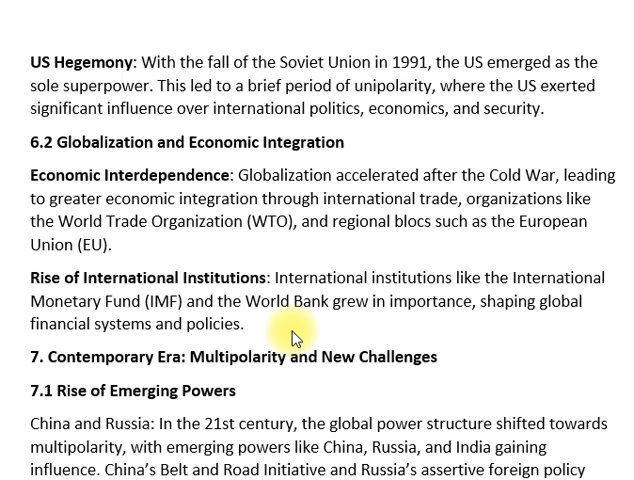 US Hegemony: With the fall of the Soviet Union in 1991, the US emerged as the
sole superpower. This led to a brief period of unipolarity, where the US exerted
significant influence over international politics, economics, and security.
6.2 Globalization and Economic Integration
Economic Interdependence: Globalization accelerated after the Cold War, leading
to greater economic integration through international trade, organizations like
the World Trade Organization (WTO), and regional blocs such as the European
Union (EU).
Rise of International Institutions: International institutions like the International
Monetary Fund (IMF) and the World Bank grew in importance, shaping global
financial systems and policies.
7. Contemporary Era: Multipolarity and New Challenges
7.1 Rise of Emerging Powers
China and Russia: In the 21st century, the global power structure shifted towards
multipolarity, with emerging powers like China, Russia, and India gaining
influence. China’s Belt and Road Initiative and Russia’s assertive foreign policy